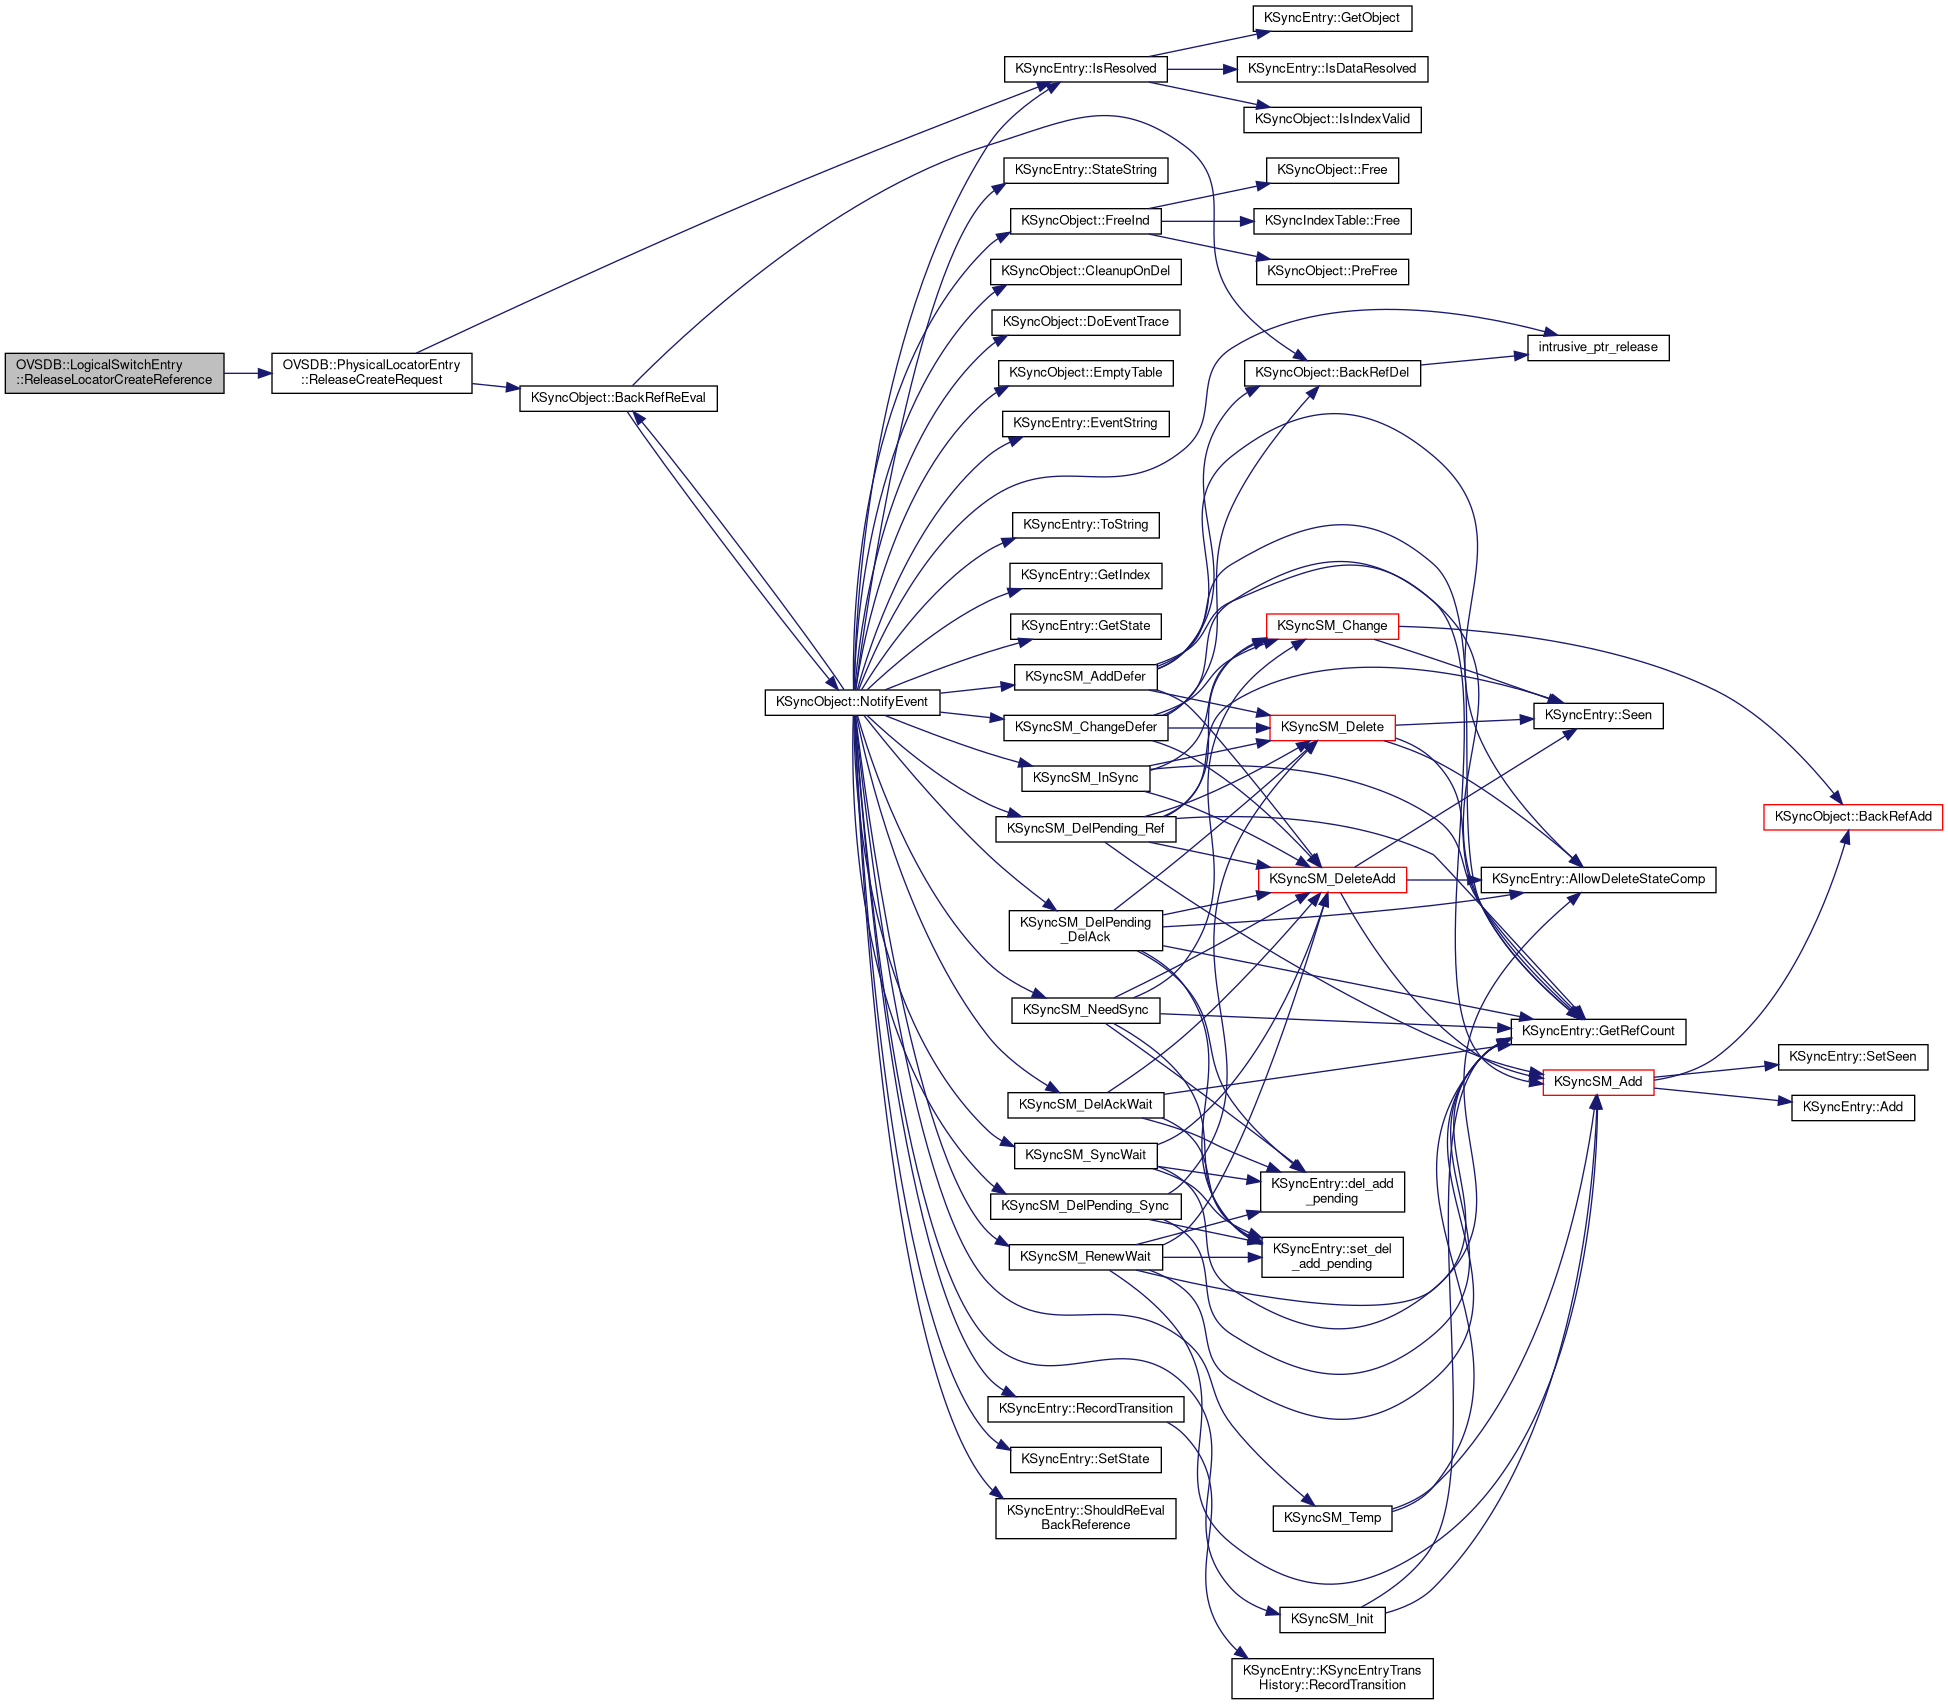 KSyncEntry::GetObject
KSyncEntry::IsResolved
KSyncEntry::IsDataResolved
KSyncObject::IsIndexValid
KSyncEntry::StateString
KSyncObject::Free
KSyncObject::FreeInd
KSyncIndexTable::Free
KSyncObject::CleanupOnDel
KSyncObject::PreFree
KSyncObject::DoEventTrace
intrusive_ptr_release
OVSDB::LogicalSwitchEntry
::ReleaseLocatorCreateReference
OVSDB::PhysicalLocatorEntry
::ReleaseCreateRequest
KSyncObject::BackRefReEval
KSyncObject::EmptyTable
KSyncObject::BackRefDel
KSyncEntry::EventString
KSyncEntry::ToString
KSyncEntry::GetIndex
KSyncEntry::GetState
KSyncSM_Change
KSyncSM_AddDefer
KSyncObject::NotifyEvent
KSyncSM_ChangeDefer
KSyncSM_Delete
KSyncEntry::Seen
KSyncSM_InSync
KSyncSM_DelPending_Ref
KSyncObject::BackRefAdd
KSyncSM_DeleteAdd
KSyncEntry::AllowDeleteStateComp
KSyncSM_DelPending
_DelAck
KSyncSM_NeedSync
KSyncEntry::GetRefCount
KSyncEntry::SetSeen
KSyncSM_Add
KSyncSM_DelAckWait
KSyncEntry::Add
KSyncSM_SyncWait
KSyncEntry::del_add
_pending
KSyncSM_DelPending_Sync
KSyncSM_RenewWait
KSyncEntry::set_del
_add_pending
KSyncEntry::RecordTransition
KSyncEntry::SetState
KSyncEntry::ShouldReEval
BackReference
KSyncSM_Temp
KSyncSM_Init
KSyncEntry::KSyncEntryTrans
History::RecordTransition